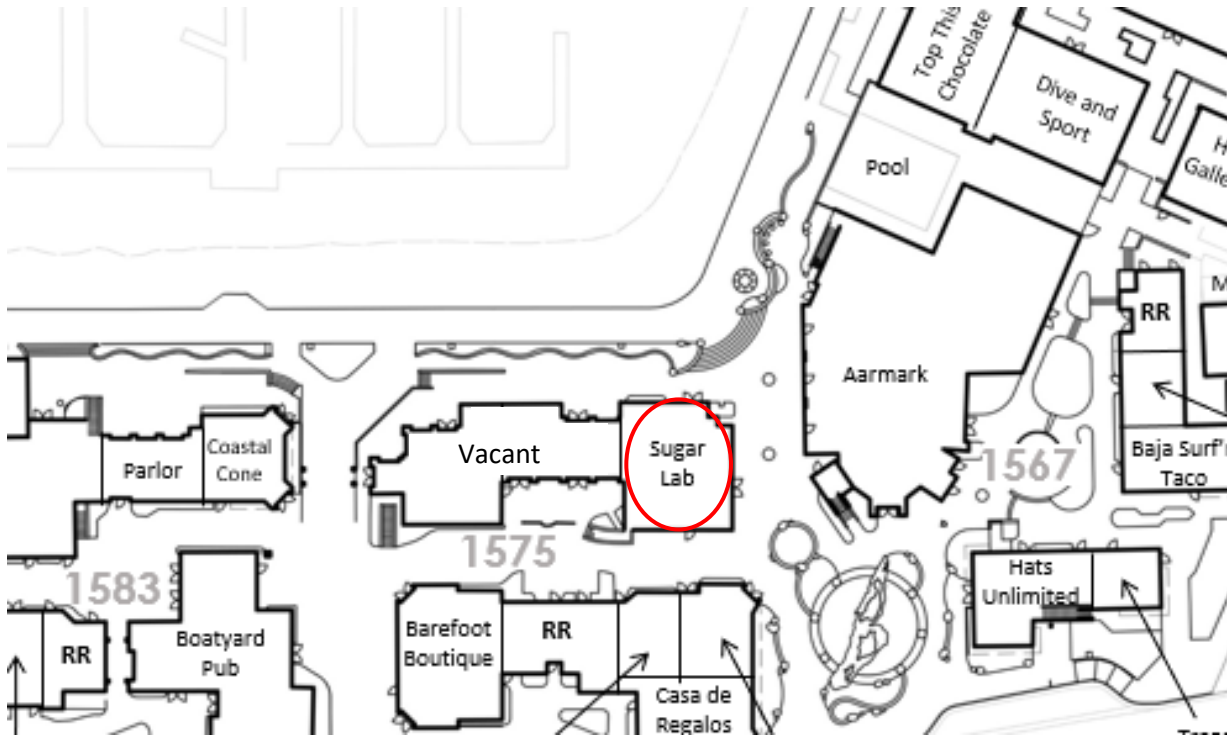 Top This
Chocolate
Dive and
Sport
Pool
Aarmark
RR
Baja Surf'
Taco
1567
Hats
Unlimited
Vacant
Sugar
Lab
1575
Parlor
Coastal
Cone
1583
RR
Boatyard
Pub
Barefoot
Boutique
RR
Casa de
Regalos